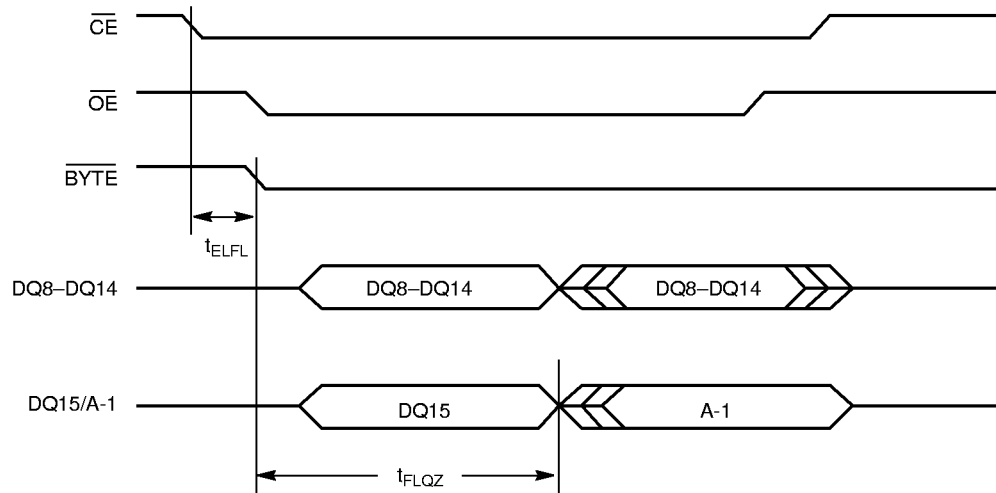 CE
OE
BYTE
tELFL
DQ8–DQ14 DQ8–DQ14 DQ8–DQ14
DQ15/A-1 DQ15 A-1
tFLQZ